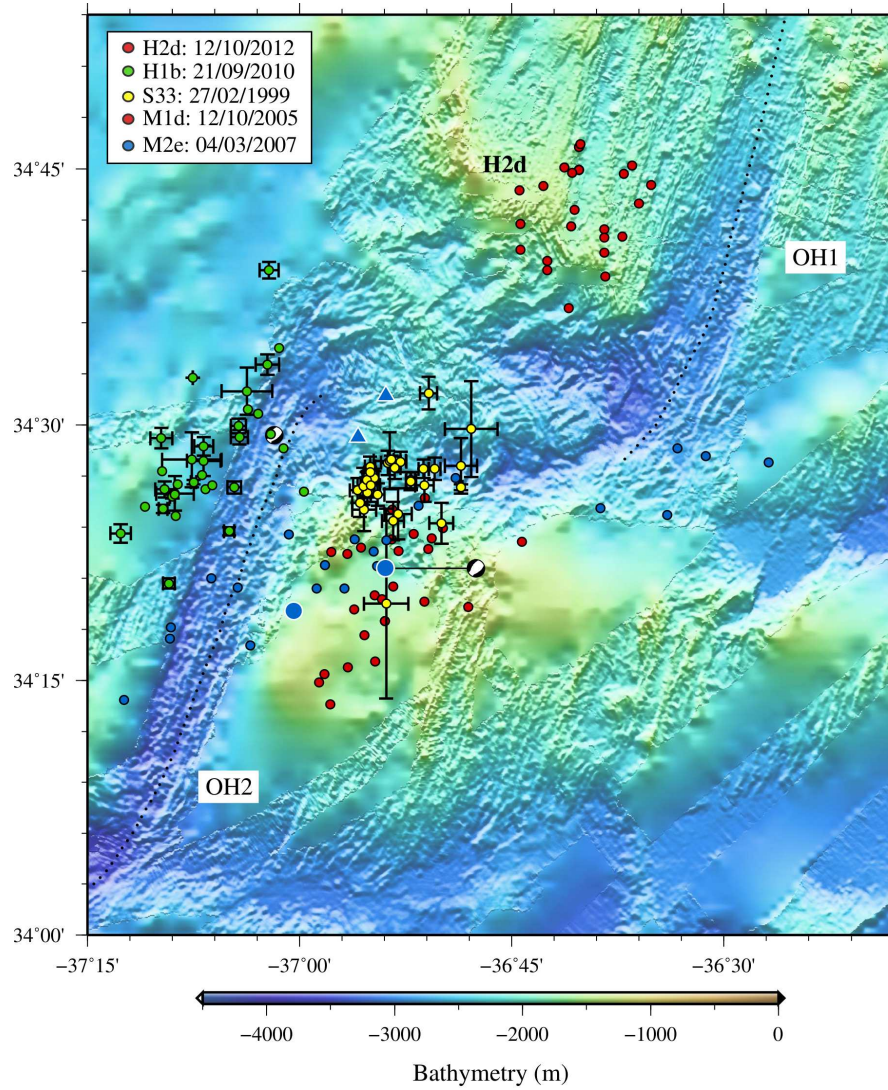 H2d: 12/10/2012
H1b: 21/09/2010
S33: 27/02/1999
M1d: 12/10/2005
M2e: 04/03/2007
34°45'
H2d
OH1
34°30'
34°15'
OH2
34°00'
−37°15' −37°00' −36°45' −36°30'
−4000 −3000 −2000 −1000 0
Bathymetry (m)